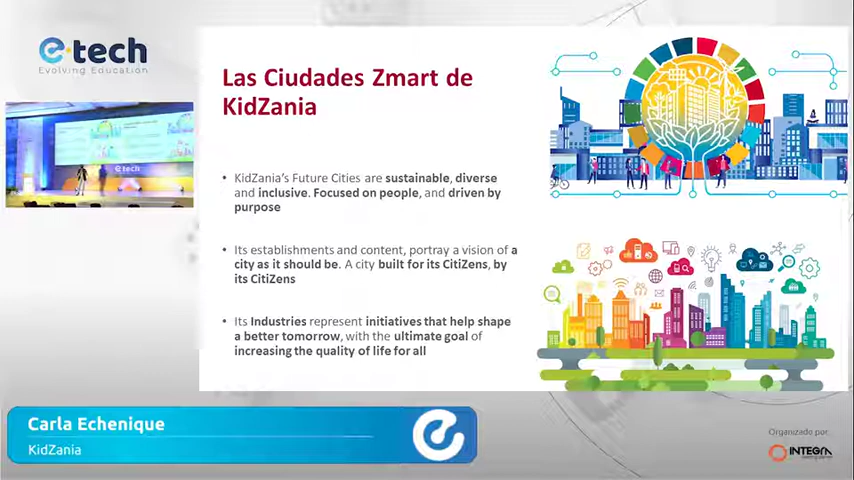 e·tech
Evolving Education
Las Ciudades Zmart de
KidZania
• KidZania's Future Cities are sustainable, diverse
and inclusive. Focused on people, and driven by
purpose
• Its establishments and content, portray a vision of a
city as it should be. A city built for its CitiZens, by
its CitiZens
• Its Industries represent initiatives that help shape
a better tomorrow, with the ultimate goal of
increasing the quality of life for all
Carla Echenique
KidZania
Organizado por:
INTEGRA